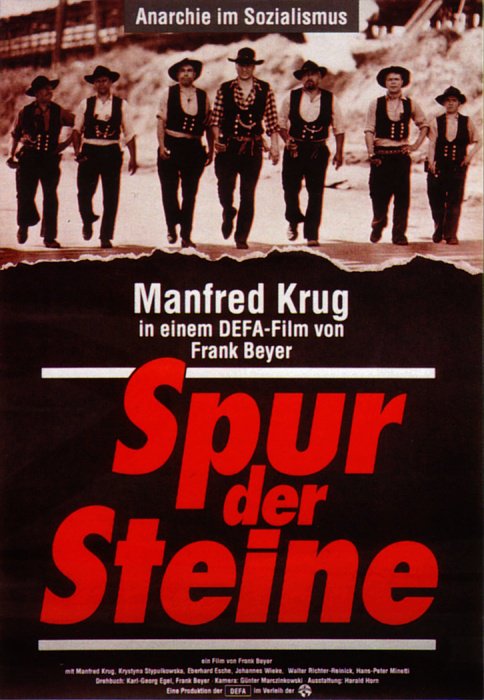 Anarchie im Sozialismus
Manfred Krug
in einem DEFA-Film von
Frank Beyer
Spur
der
Steine
ein Film von Frank Beyer
mit Manfred Krug, Krystyna Stypulkowska, Eberhard Esche, Johannes Wieke, Walter Richter-Reinick, Hans-Peter Minetti
Drehbuch: Karl-Georg Egel, Frank Beyer · Kamera: Günter Marszinkowski Ausstattung: Harald Horn
Eine Produktion der DEFA im Verleih der